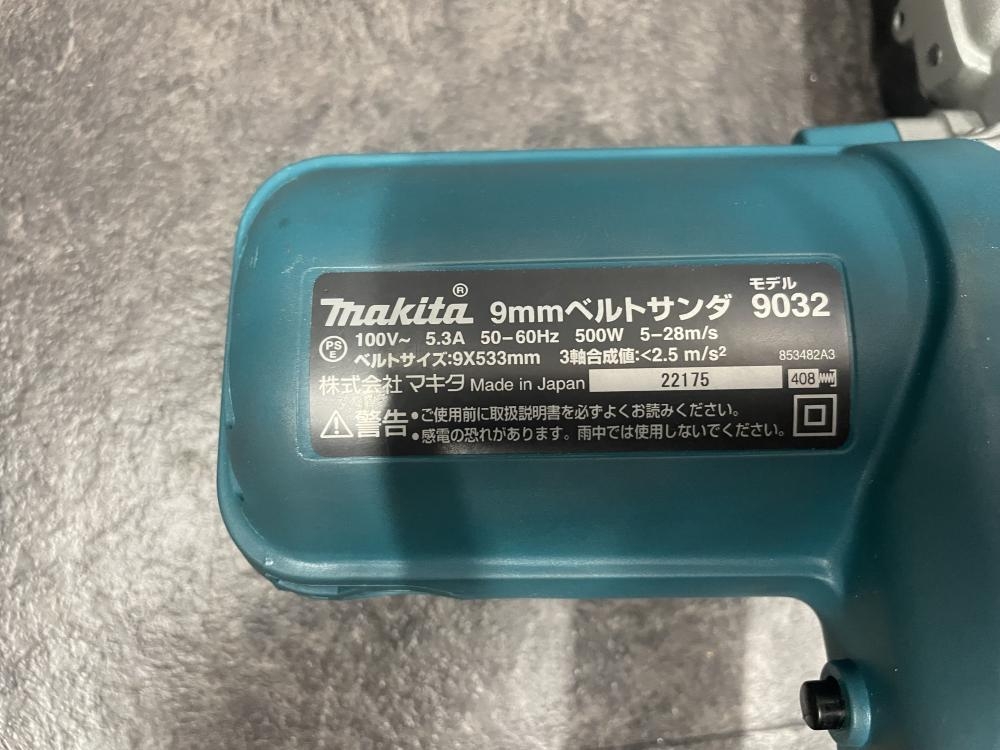 makita® 9mmベルトサンダ モデル 9032
PS E 100V~ 5.3A 50-60Hz 500W 5-28m/s
ベルトサイズ:9X533mm 3軸合成値:<2.5 m/s² 853482A3
株式会社マキタ Made in Japan 22175 408
警告 •ご使用前に取扱説明書を必ずよくお読みください。
•感電の恐れがあります。雨中では使用しないでください。